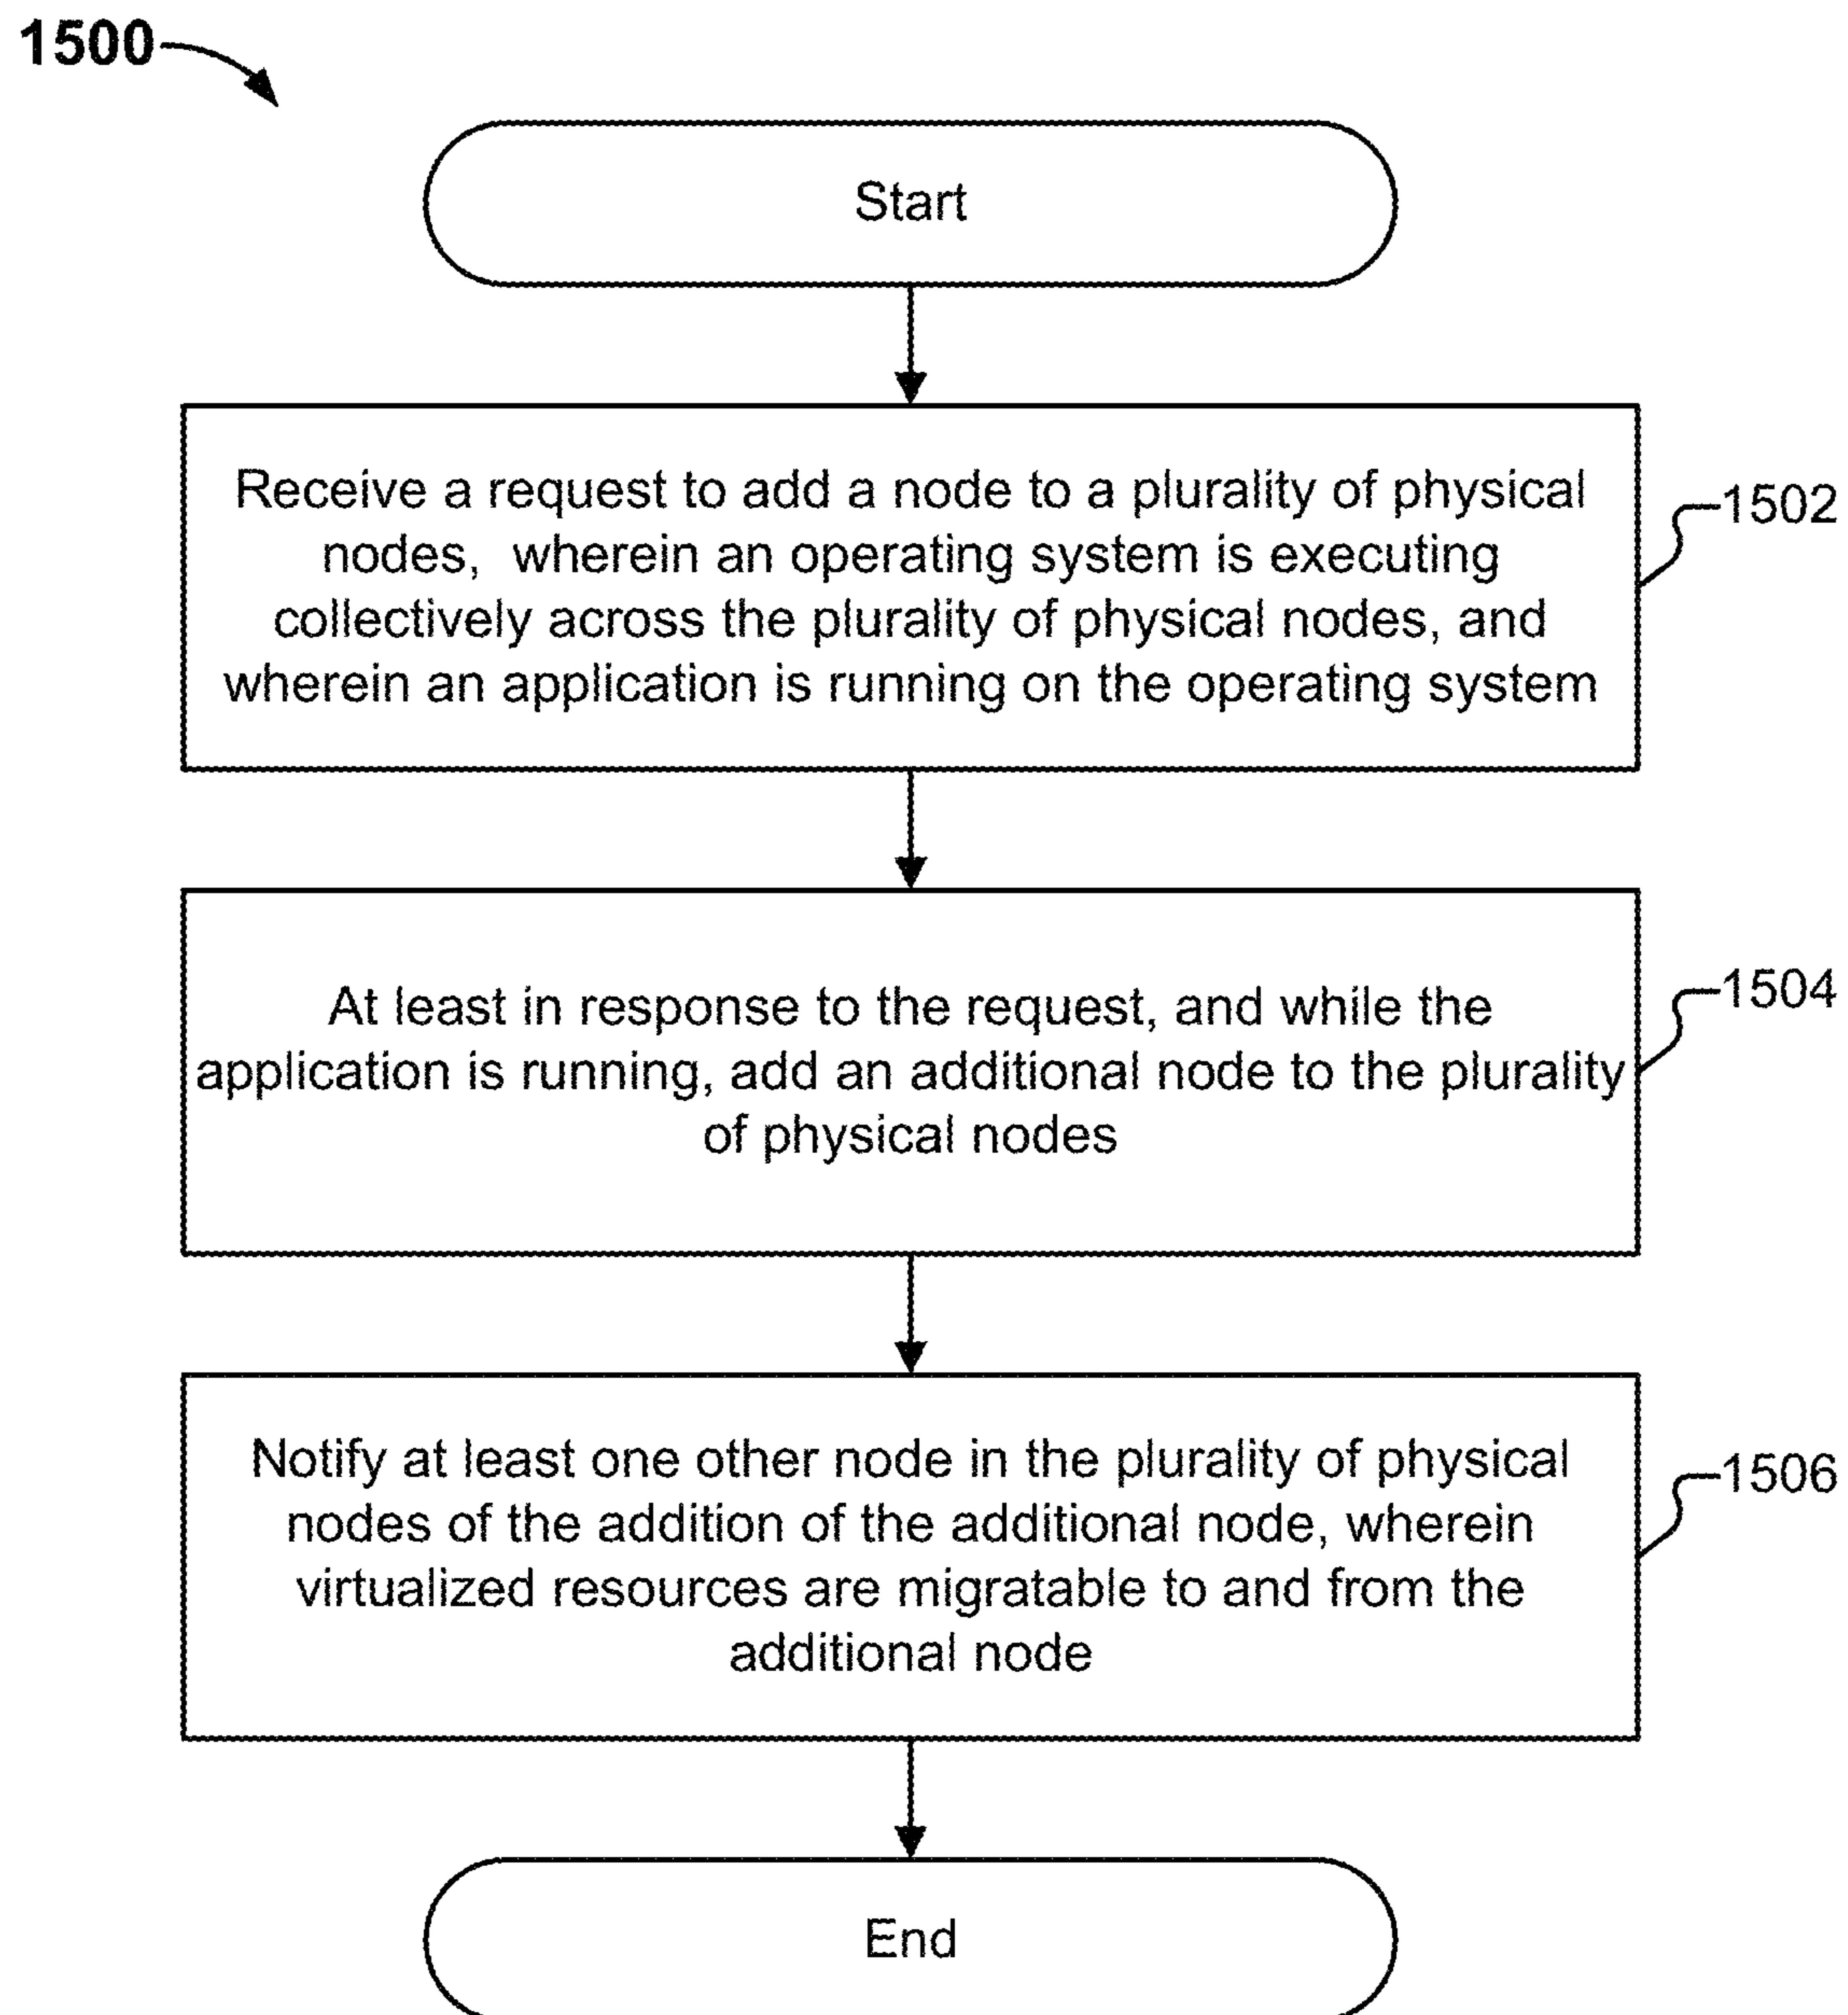 1500
Start
Receive a request to add a node to a plurality of physical
nodes,  wherein an operating system is executing
collectively across the plurality of physical nodes, and
wherein an application is running on the operating system
1502
At least in response to the request, and while the
application is running, add an additional node to the plurality
of physical nodes
1504
Notify at least one other node in the plurality of physical
nodes of the addition of the additional node, wherein
virtualized resources are migratable to and from the
additional node
1506
End